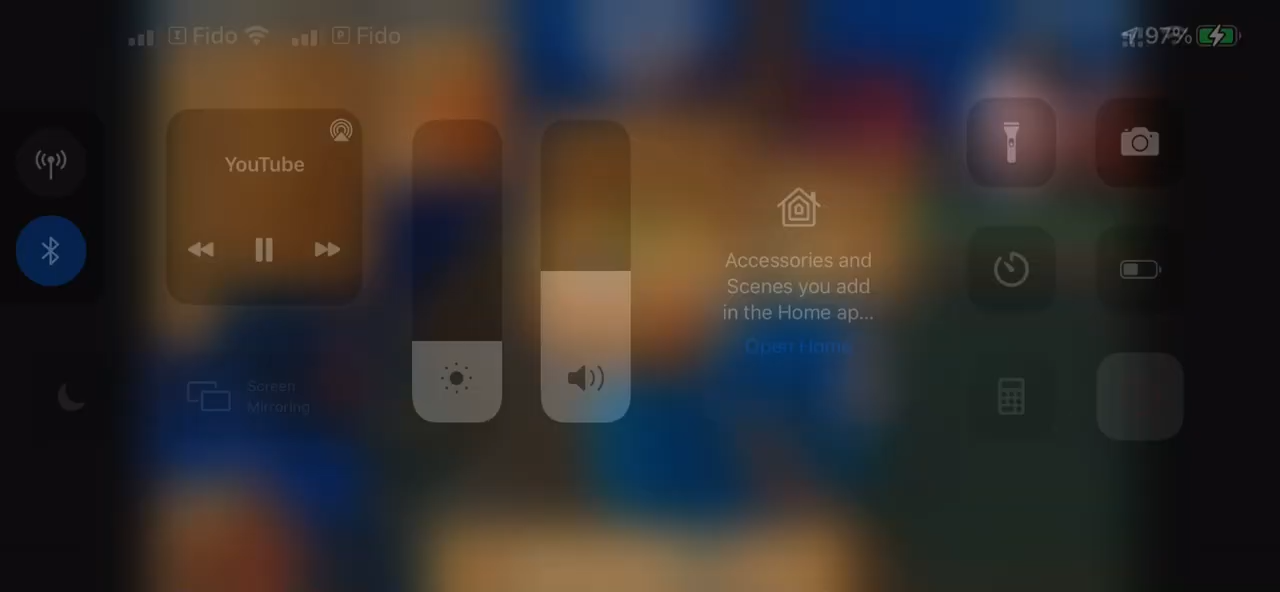 I Fido P Fido
97%
YouTube
Accessories and
Scenes you add
in the Home ap...
Open Home
Screen
Mirroring